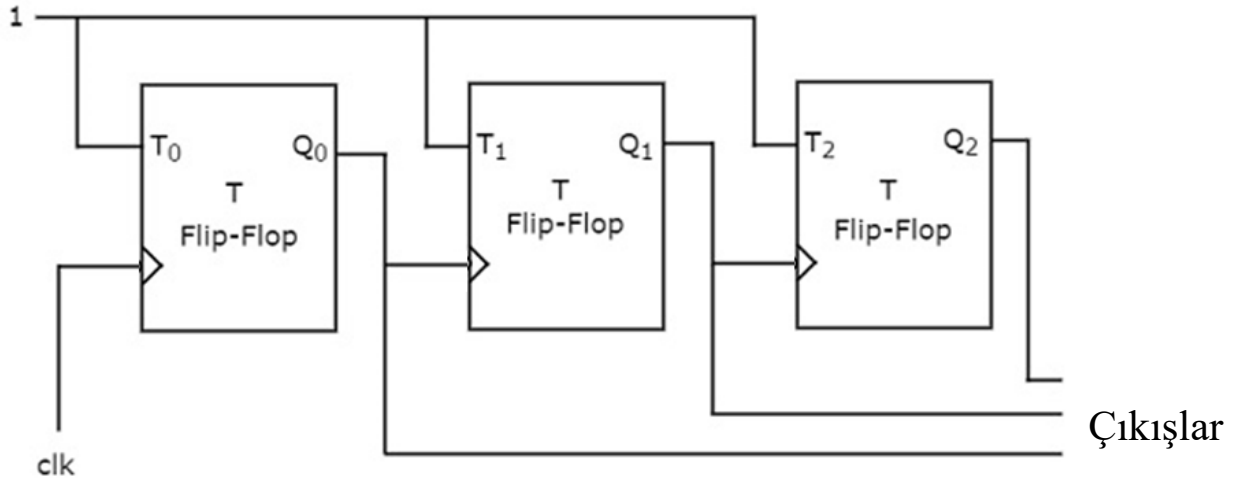 1
T₀ Q₀
T
Flip-Flop
T₁ Q₁
T
Flip-Flop
T₂ Q₂
T
Flip-Flop
clk
Çıkışlar